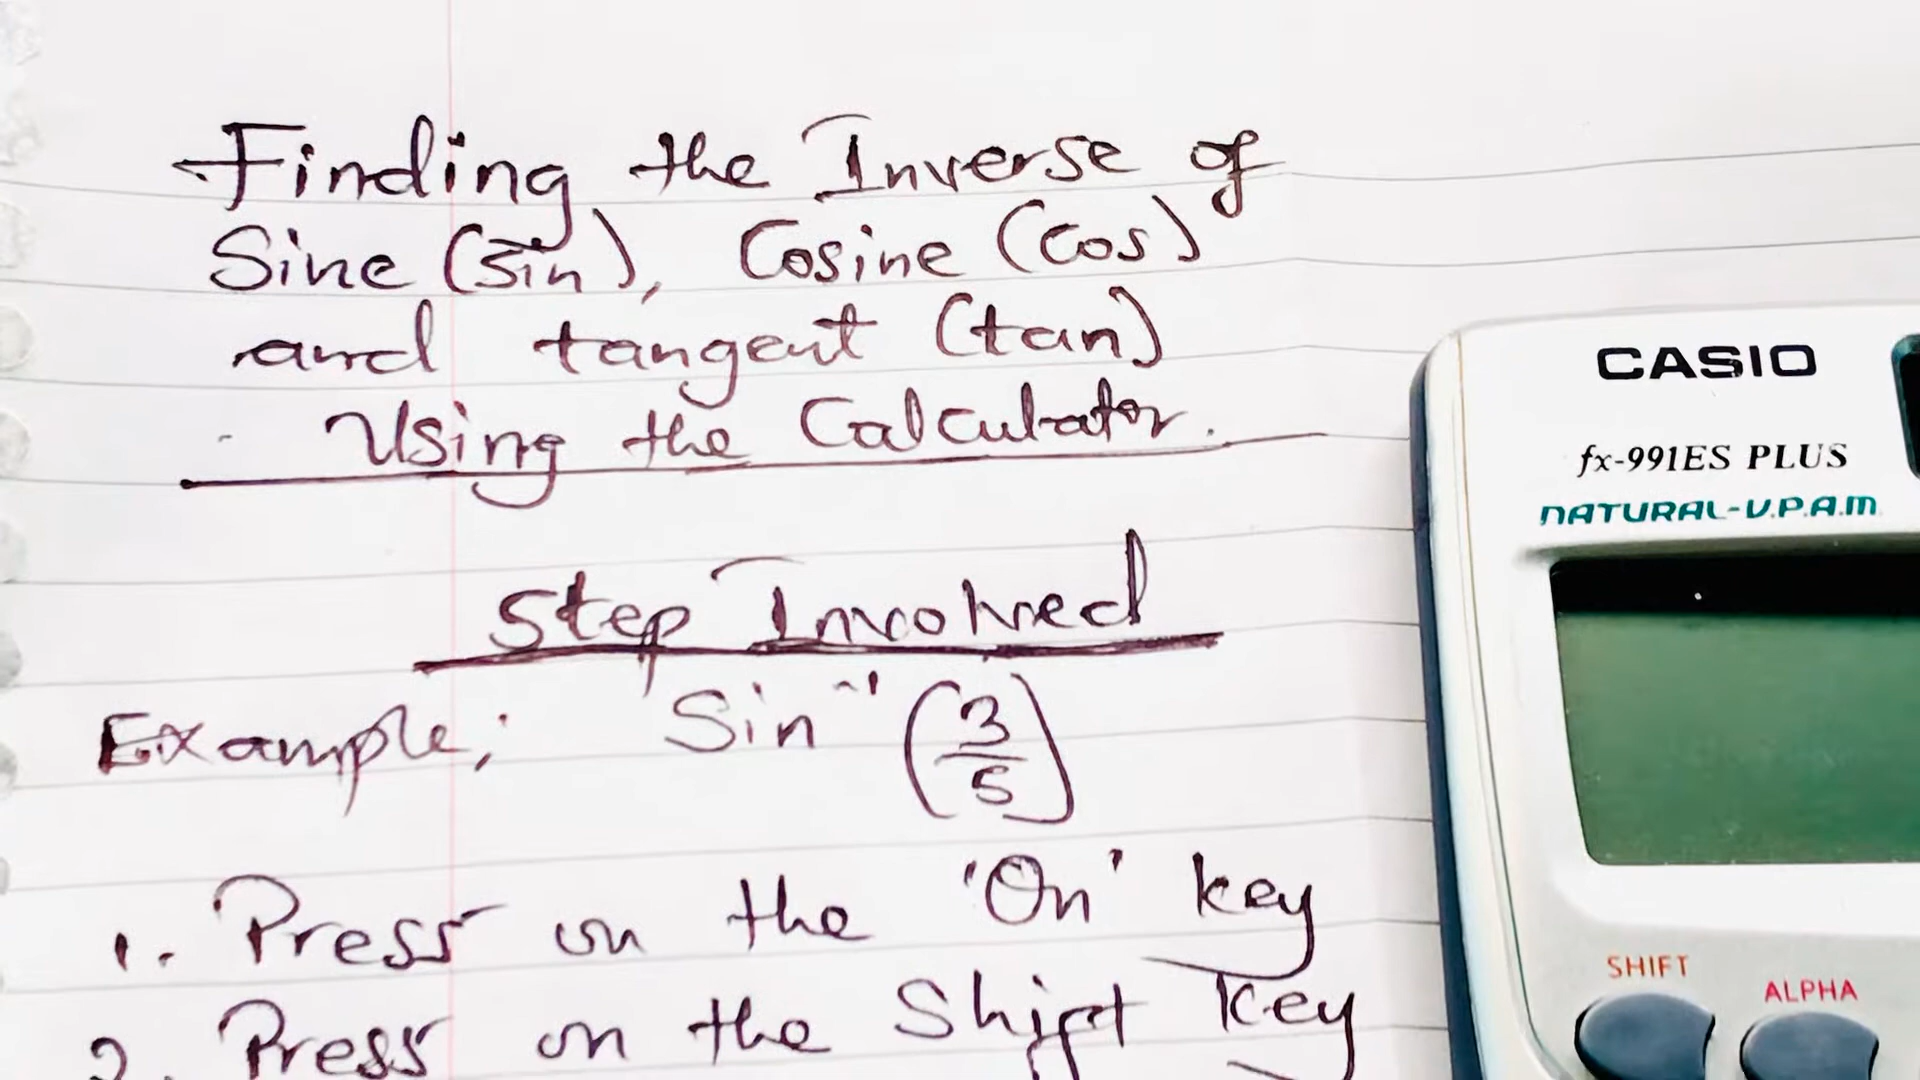 Finding the Inverse of
Sine (sin), Cosine (cos)
and tangent (tan)
Using the Calculator.
Step Involved
Example; Sin⁻¹ (3/5)
1. Press on the 'On' key
2. Press on the Shift key
CASIO
fx-991ES PLUS
NATURAL-V.P.A.M.
SHIFT
ALPHA